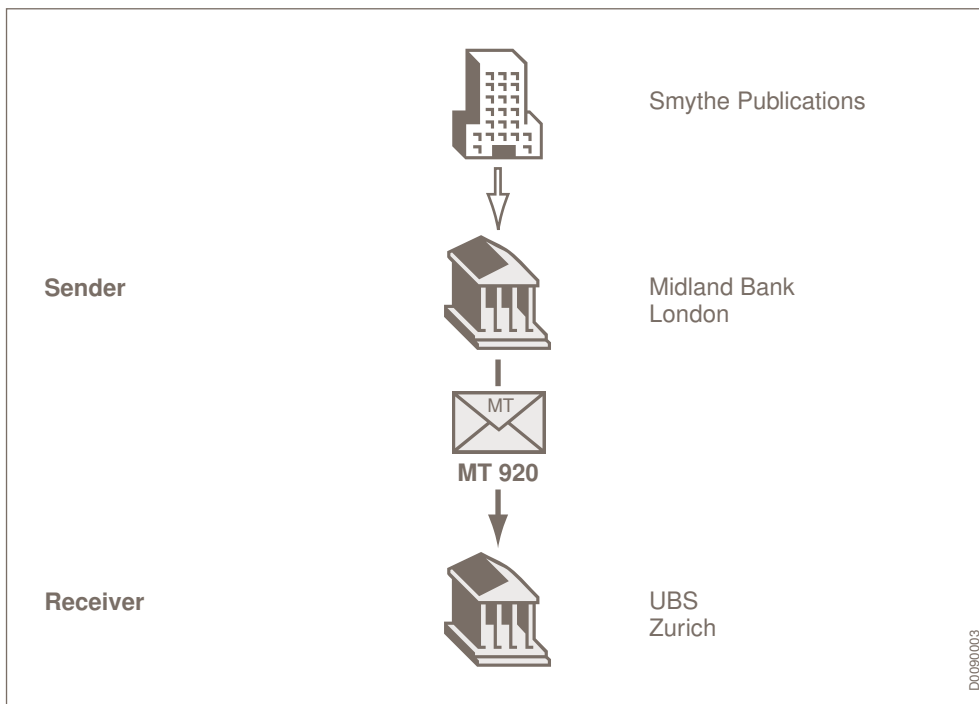 Smythe Publications
Sender
Midland Bank
London
MT
MT 920
Receiver
UBS
Zurich
D0090003